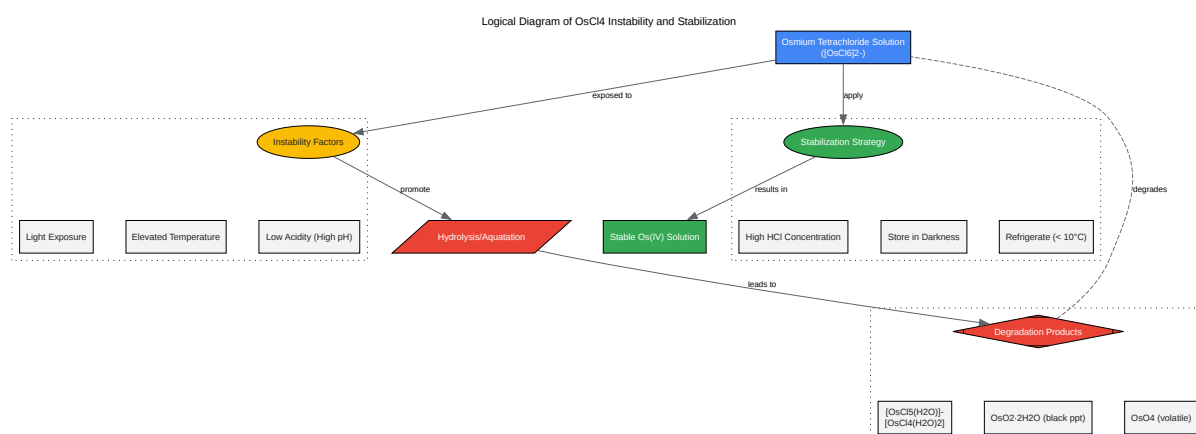 Logical Diagram of OsCl4 Instability and Stabilization
Osmium Tetrachloride Solution
([OsCl6]2-)
exposed to
apply
Instability Factors
Stabilization Strategy
promote
results in
degrades
Light Exposure
Elevated Temperature
Low Acidity (High pH)
Hydrolysis/Aquatation
Stable Os(IV) Solution
High HCl Concentration
Store in Darkness
Refrigerate (< 10°C)
leads to
Degradation Products
[OsCl5(H2O)]-
[OsCl4(H2O)2]
OsO2·2H2O (black ppt)
OsO4 (volatile)